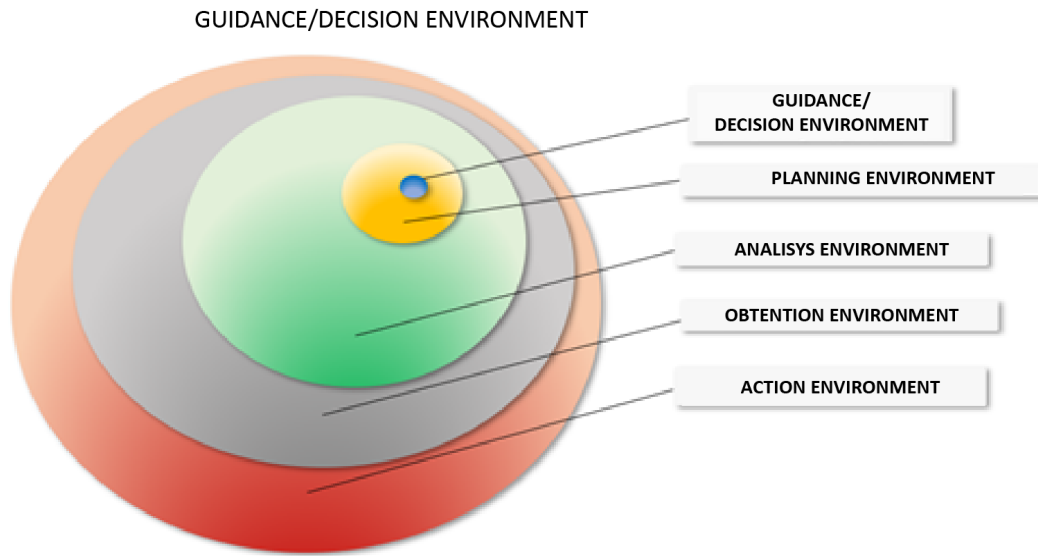 GUIDANCE/DECISION ENVIRONMENT
GUIDANCE/
DECISION ENVIRONMENT
PLANNING ENVIRONMENT
ANALISYS ENVIRONMENT
OBTENTION ENVIRONMENT
ACTION ENVIRONMENT